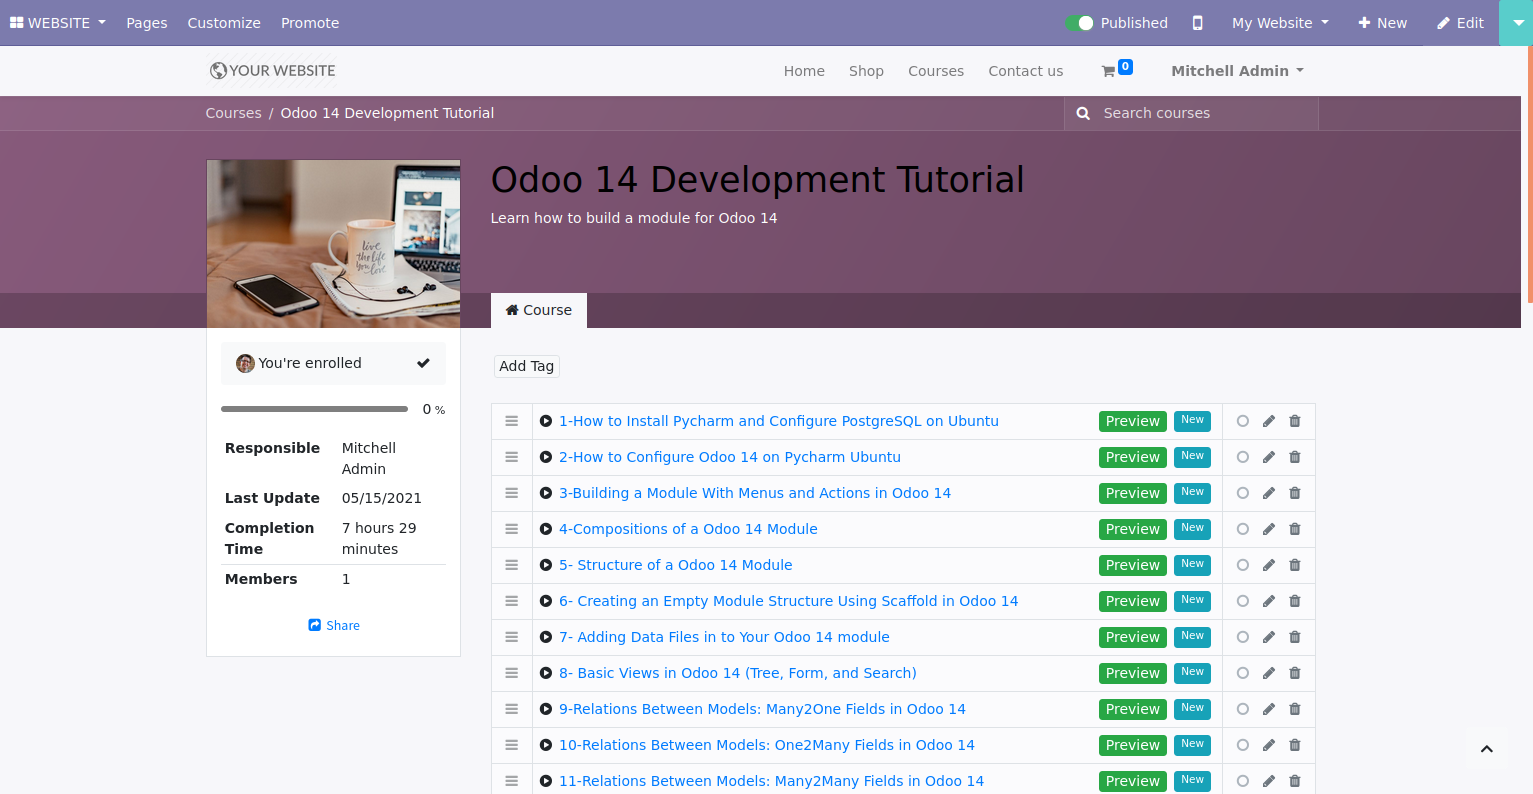 WEBSITE Pages Customize Promote Published My Website New Edit
YOUR WEBSITE Home Shop Courses Contact us 0 Mitchell Admin
Courses / Odoo 14 Development Tutorial Search courses
Odoo 14 Development Tutorial
Learn how to build a module for Odoo 14
live
the life
you love
Course
You're enrolled
0 %
Responsible Mitchell
Admin
Last Update 05/15/2021
Completion 7 hours 29
Time minutes
Members 1
Share
Add Tag
1-How to Install Pycharm and Configure PostgreSQL on Ubuntu Preview New
2-How to Configure Odoo 14 on Pycharm Ubuntu Preview New
3-Building a Module With Menus and Actions in Odoo 14 Preview New
4-Compositions of a Odoo 14 Module Preview New
5- Structure of a Odoo 14 Module Preview New
6- Creating an Empty Module Structure Using Scaffold in Odoo 14 Preview New
7- Adding Data Files in to Your Odoo 14 module Preview New
8- Basic Views in Odoo 14 (Tree, Form, and Search) Preview New
9-Relations Between Models: Many2One Fields in Odoo 14 Preview New
10-Relations Between Models: One2Many Fields in Odoo 14 Preview New
11-Relations Between Models: Many2Many Fields in Odoo 14 Preview New